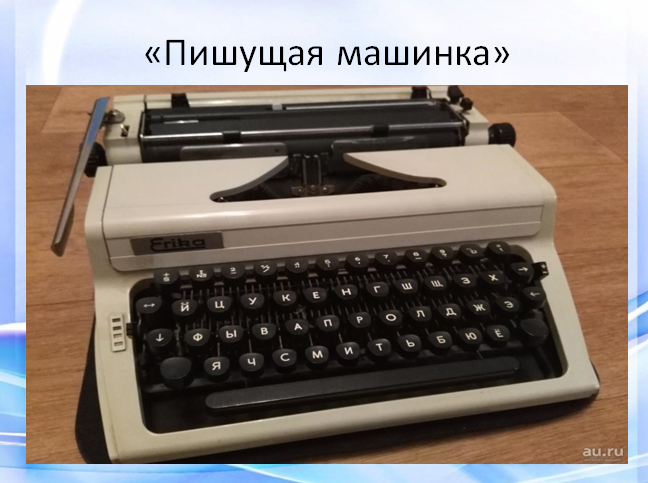 «Пишущая машинка»
Erika
Й Ц У К Е Н Г Ш Щ З Х
Ф Ы В А П Р О Л Д Ж Э
Я Ч С М И Т Ь Б Ю Ё
au.ru